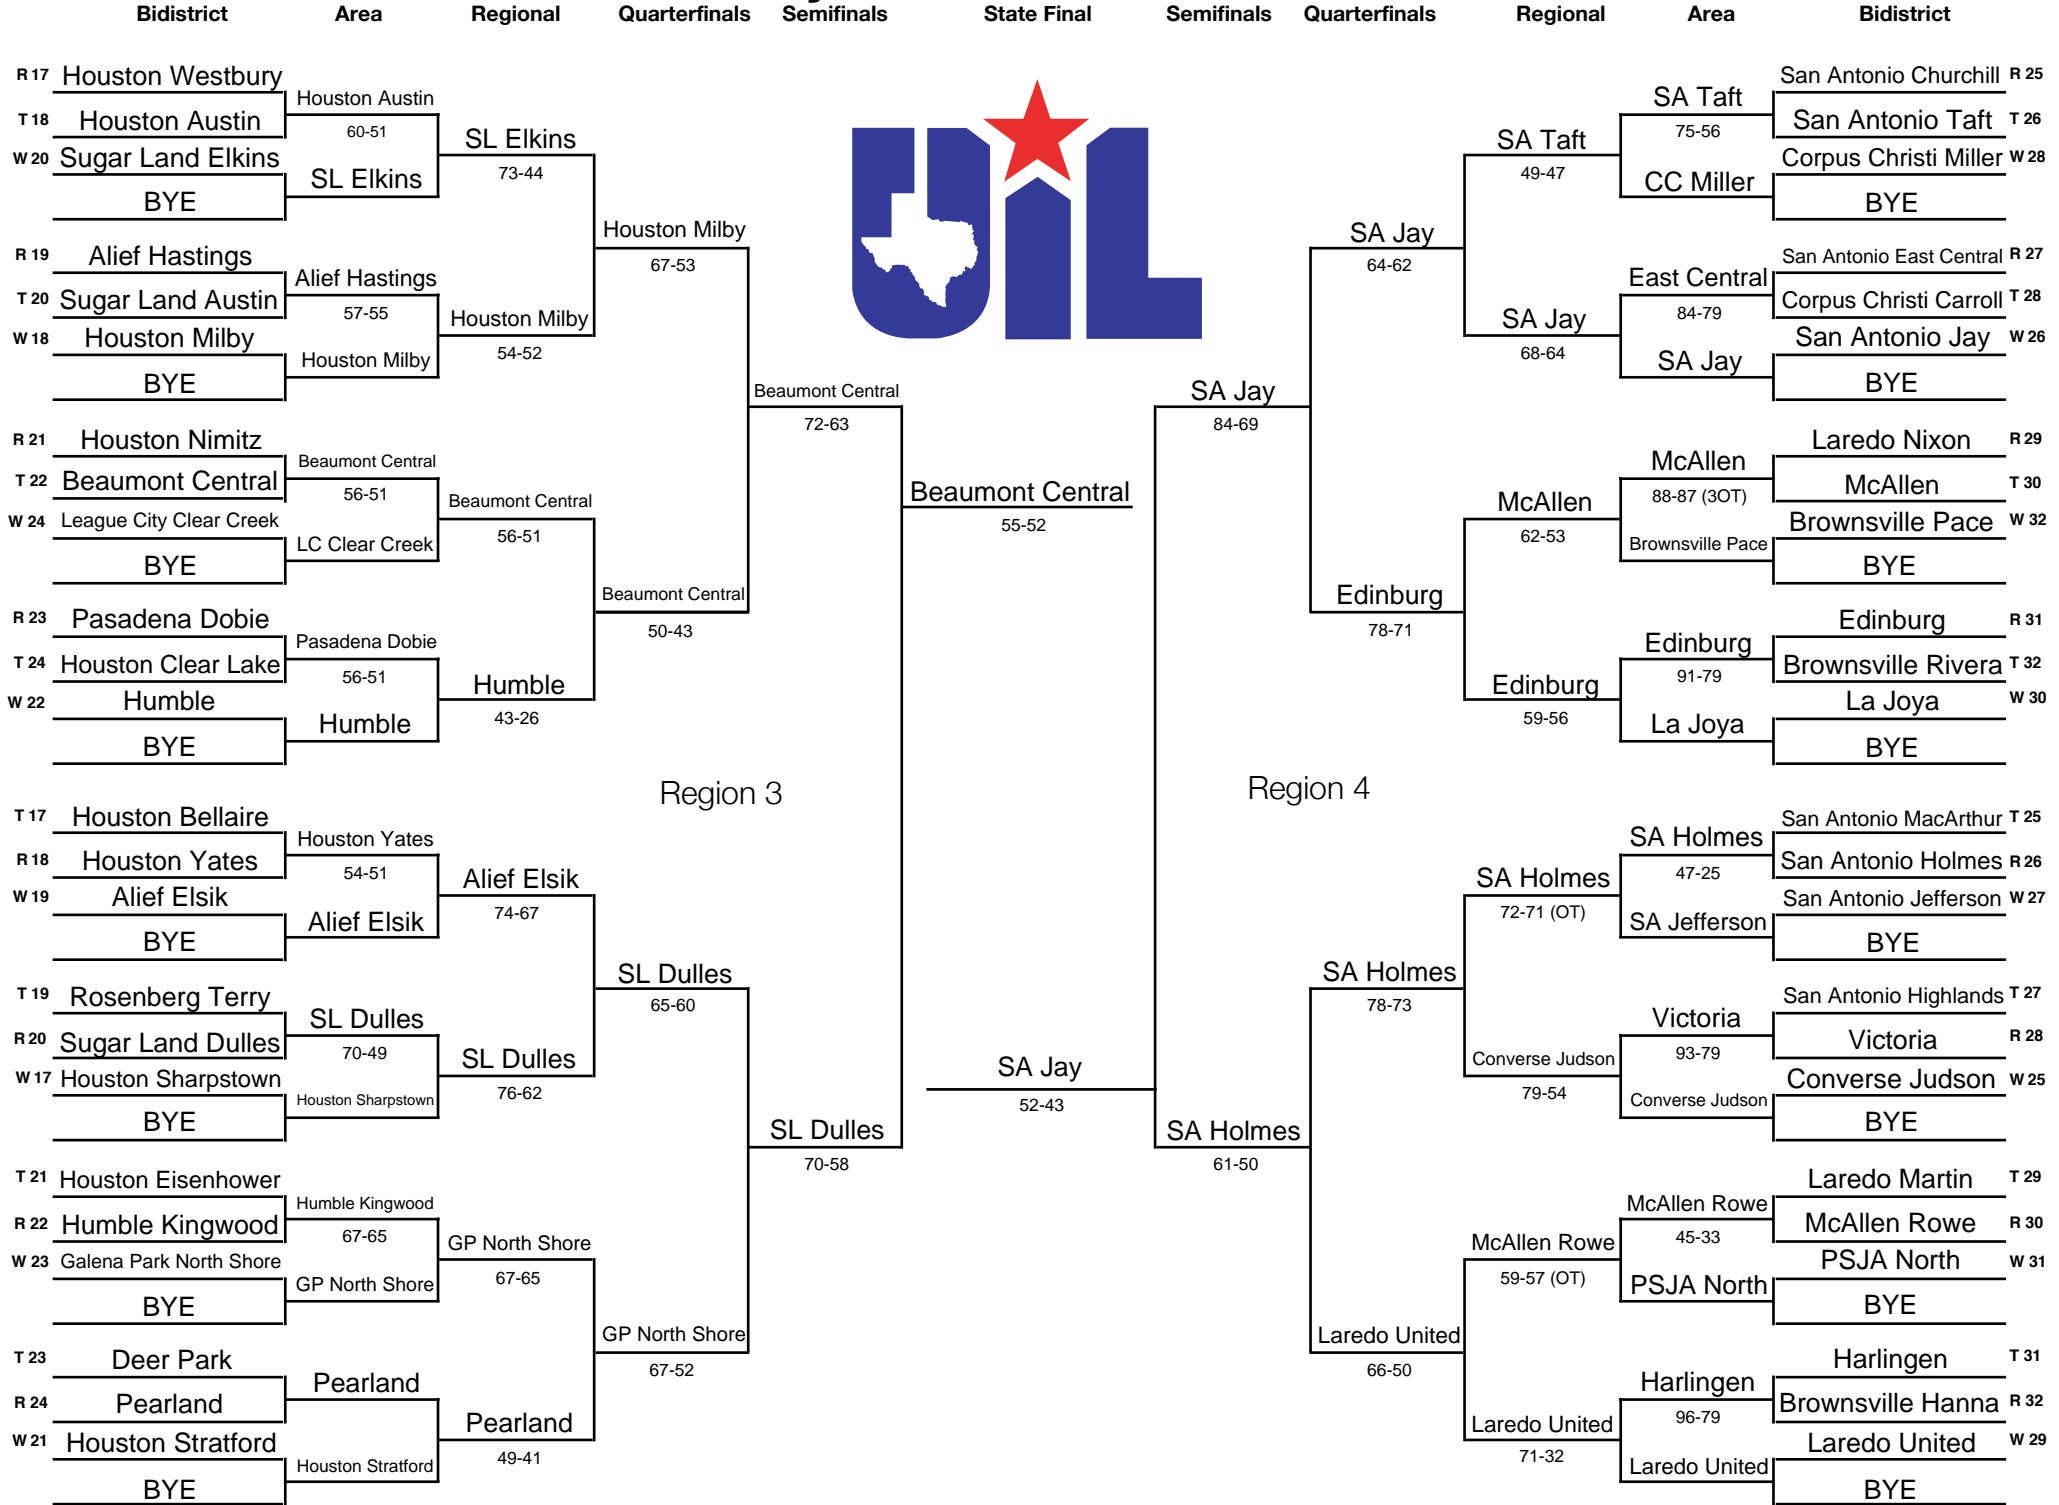 Bidistrict Area Regional Quarterfinals Semifinals State Final Semifinals Quarterfinals Regional Area Bidistrict
R 17 Houston Westbury
Houston Austin
60-51
T 18 Houston Austin
SL Elkins
73-44
W 20 Sugar Land Elkins
SL Elkins
BYE
Houston Milby
67-53
R 19 Alief Hastings
Alief Hastings
57-55
T 20 Sugar Land Austin
Houston Milby
54-52
W 18 Houston Milby
Houston Milby
BYE
Beaumont Central
72-63
R 21 Houston Nimitz
Beaumont Central
56-51
T 22 Beaumont Central
Beaumont Central
56-51
W 24 League City Clear Creek
LC Clear Creek
BYE
Beaumont Central
50-43
R 23 Pasadena Dobie
Pasadena Dobie
56-51
T 24 Houston Clear Lake
Humble
43-26
W 22 Humble
Humble
BYE
Beaumont Central
55-52
Region 3
T 17 Houston Bellaire
Houston Yates
54-51
R 18 Houston Yates
Alief Elsik
74-67
W 19 Alief Elsik
Alief Elsik
BYE
SL Dulles
65-60
T 19 Rosenberg Terry
SL Dulles
70-49
R 20 Sugar Land Dulles
SL Dulles
76-62
W 17 Houston Sharpstown
Houston Sharpstown
BYE
SL Dulles
70-58
T 21 Houston Eisenhower
Humble Kingwood
67-65
R 22 Humble Kingwood
GP North Shore
67-65
W 23 Galena Park North Shore
GP North Shore
BYE
GP North Shore
67-52
T 23 Deer Park
Pearland
R 24 Pearland
Pearland
49-41
W 21 Houston Stratford
Houston Stratford
BYE
UIL
San Antonio Churchill R 25
SA Taft
75-56
San Antonio Taft T 26
SA Taft
49-47
Corpus Christi Miller W 28
CC Miller
BYE
SA Jay
64-62
San Antonio East Central R 27
East Central
84-79
Corpus Christi Carroll T 28
SA Jay
68-64
San Antonio Jay W 26
SA Jay
BYE
SA Jay
84-69
Laredo Nixon R 29
McAllen
88-87 (3OT)
McAllen T 30
McAllen
62-53
Brownsville Pace W 32
Brownsville Pace
BYE
Edinburg
78-71
Edinburg R 31
Edinburg
91-79
Brownsville Rivera T 32
Edinburg
59-56
La Joya W 30
La Joya
BYE
Region 4
San Antonio MacArthur T 25
SA Holmes
47-25
San Antonio Holmes R 26
SA Holmes
72-71 (OT)
San Antonio Jefferson W 27
SA Jefferson
BYE
SA Holmes
78-73
San Antonio Highlands T 27
Victoria
93-79
Victoria R 28
Converse Judson
79-54
Converse Judson W 25
Converse Judson
BYE
SA Jay
52-43
SA Holmes
61-50
Laredo Martin T 29
McAllen Rowe
45-33
McAllen Rowe R 30
McAllen Rowe
59-57 (OT)
PSJA North W 31
PSJA North
BYE
Laredo United
66-50
Harlingen T 31
Harlingen
96-79
Brownsville Hanna R 32
Laredo United
71-32
Laredo United W 29
Laredo United
BYE